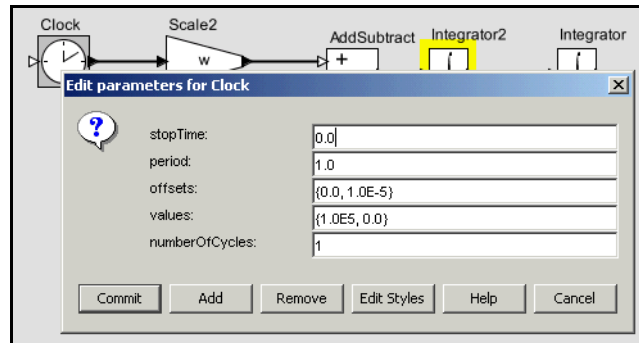 Clock Scale2 AddSubtract Integrator2 Integrator
w +
Edit parameters for Clock
stopTime: 0.0
period: 1.0
offsets: {0.0, 1.0E-5}
values: {1.0E5, 0.0}
numberOfCycles: 1
Commit Add Remove Edit Styles Help Cancel